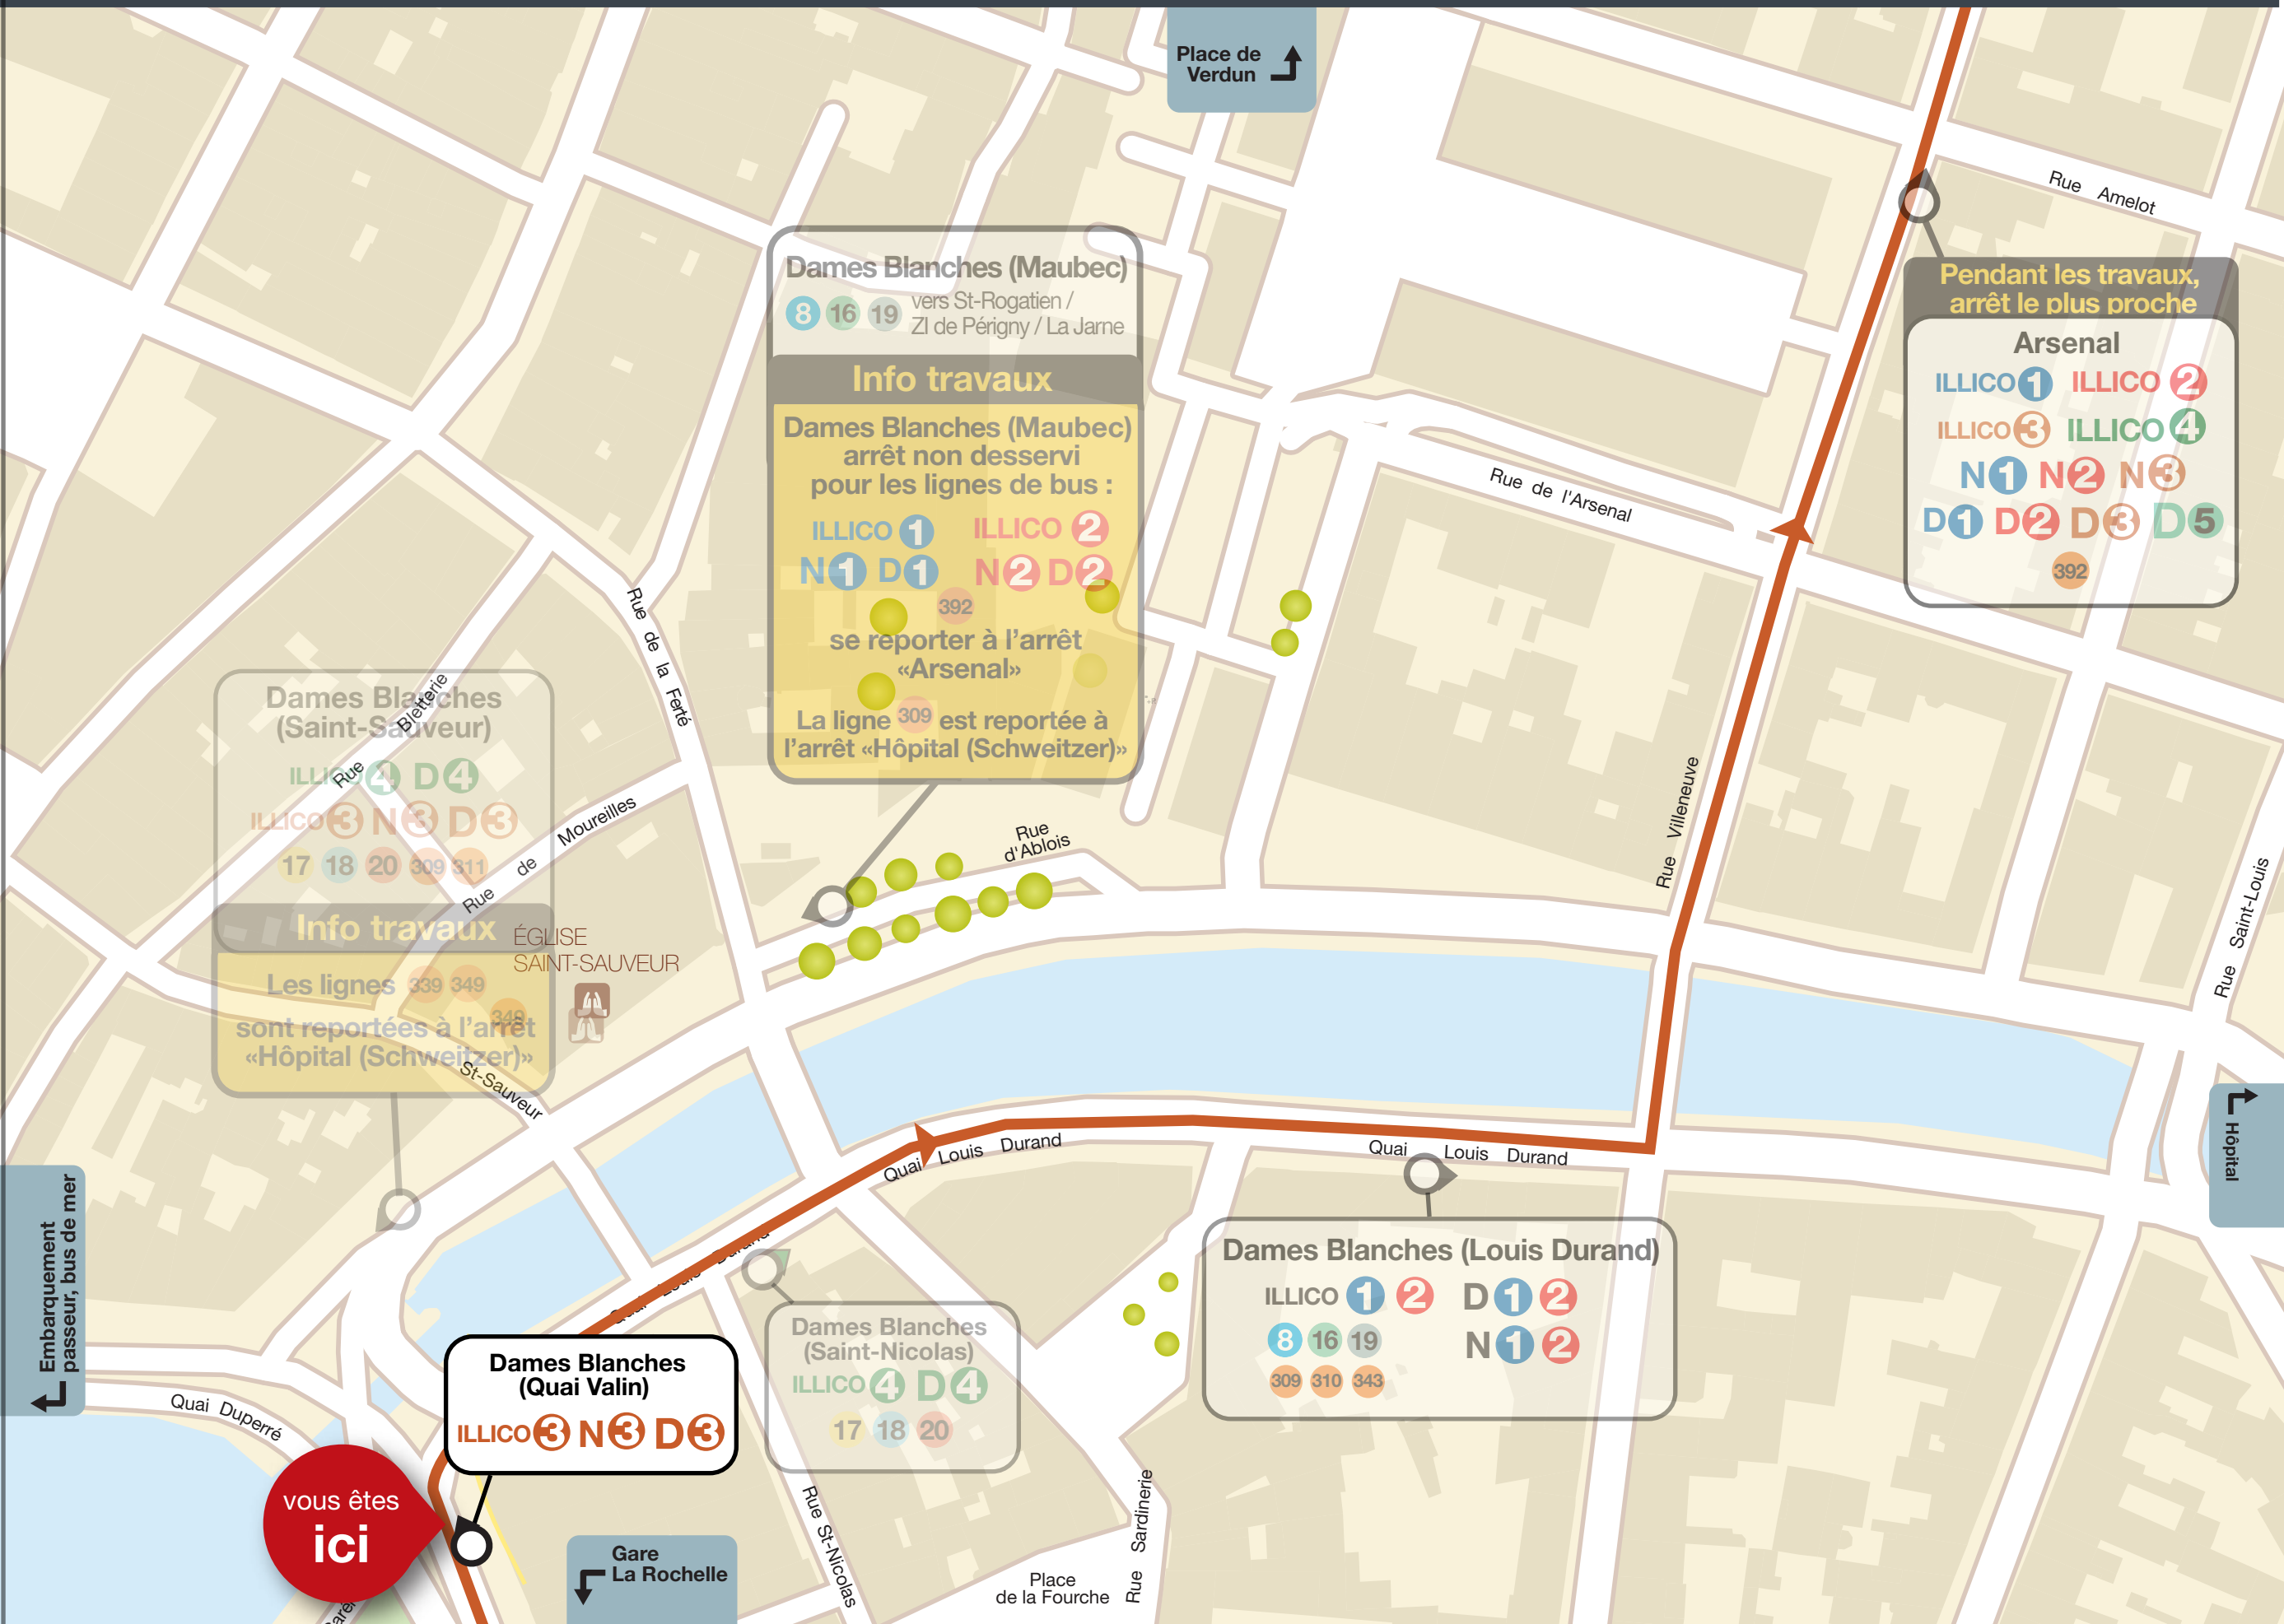 Place de
Verdun
Rue Amelot
Dames Blanches (Maubec)
8 16 19 vers St-Rogatien /
ZI de Périgny / La Jarne
Info travaux
Dames Blanches (Maubec)
arrêt non desservi
pour les lignes de bus :
ILLICO 1 ILLICO 2
N1 D1 N2 D2
392
se reporter à l’arrêt
«Arsenal»
La ligne 309 est reportée à
l’arrêt «Hôpital (Schweitzer)»
Pendant les travaux,
arrêt le plus proche
Arsenal
ILLICO 1 ILLICO 2
ILLICO 3 ILLICO 4
N1 N2 N3
D1 D2 D3 D5
392
Rue de l'Arsenal
Rue de la Ferté
Rue Bletterie
Rue de Moureilles
Dames Blanches
(Saint-Sauveur)
ILLICO 4 D4
ILLICO 3 N3 D3
17 18 20 309 311
Info travaux
Les lignes 339 349
349
sont reportées à l’arrêt
«Hôpital (Schweitzer)»
ÉGLISE
SAINT-SAUVEUR
St-Sauveur
Rue
d'Ablois
Rue Villeneuve
Rue Saint-Louis
Hôpital
Quai Louis Durand
Quai Louis Durand
Quai Louis Durand
Dames Blanches (Louis Durand)
ILLICO 1 2 D 1 2
8 16 19 N 1 2
309 310 343
Dames Blanches
(Saint-Nicolas)
ILLICO 4 D4
17 18 20
Embarquement
passeur, bus de mer
Quai Duperré
Dames Blanches
(Quai Valin)
ILLICO 3 N3 D3
vous êtes
ici
Gare
La Rochelle
Rue St-Nicolas
Place
de la Fourche
Rue Sardinerie